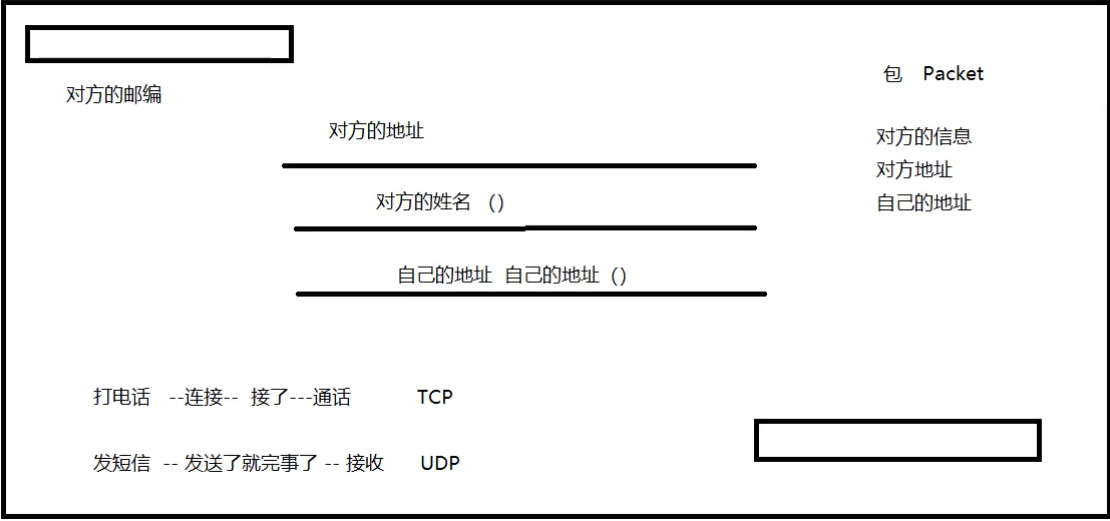 对方的邮编
对方的地址
对方的姓名 （）
自己的地址 自己的地址（）
包 Packet
对方的信息
对方地址
自己的地址
打电话 --连接-- 接了---通话 TCP
发短信 -- 发送了就完事了 -- 接收 UDP